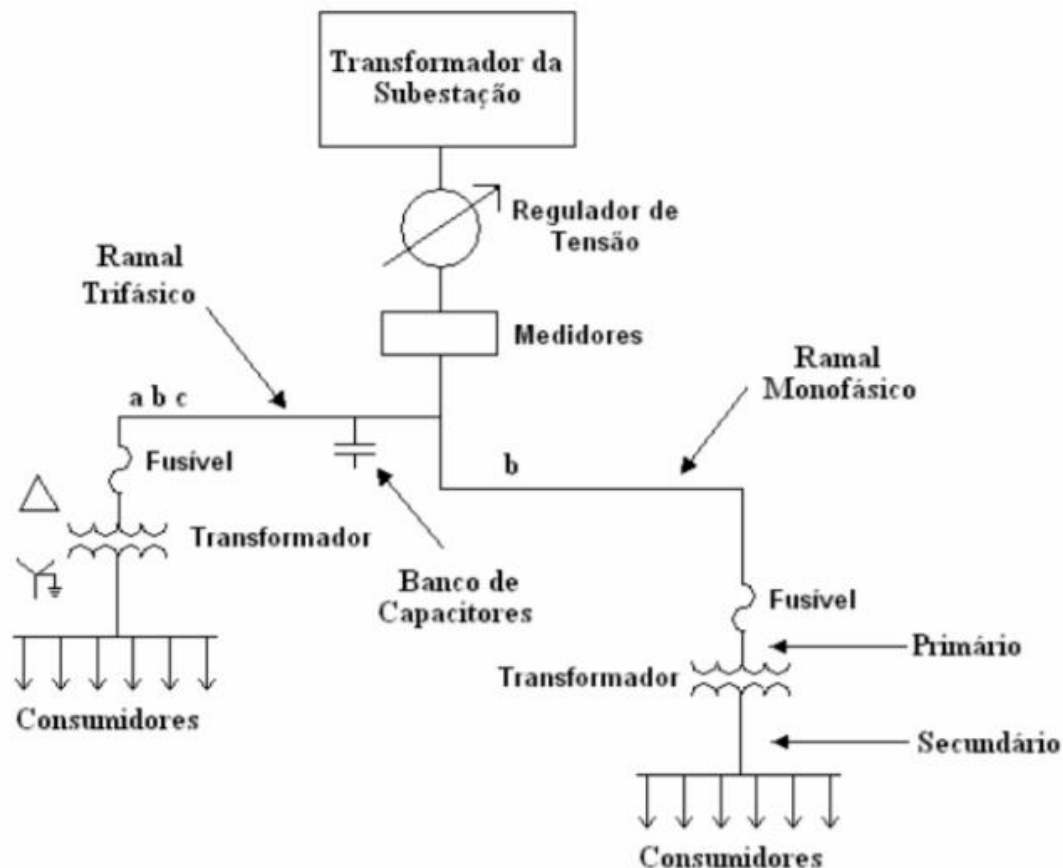 Transformador da
Subestação
Regulador de
Tensão
Ramal
Trifásico
Medidores
Ramal
Monofásico
a b c
Fusível
b
Transformador
Banco de
Capacitores
Fusível
Primário
Transformador
Consumidores
Secundário
Consumidores